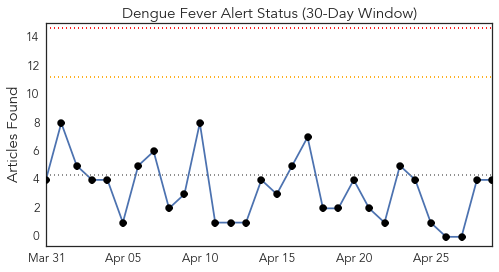 Dengue Fever Alert Status (30-Day Window)
Articles Found
14
12
10
8
6
4
2
0
Mar 31 Apr 05 Apr 10 Apr 15 Apr 20 Apr 25